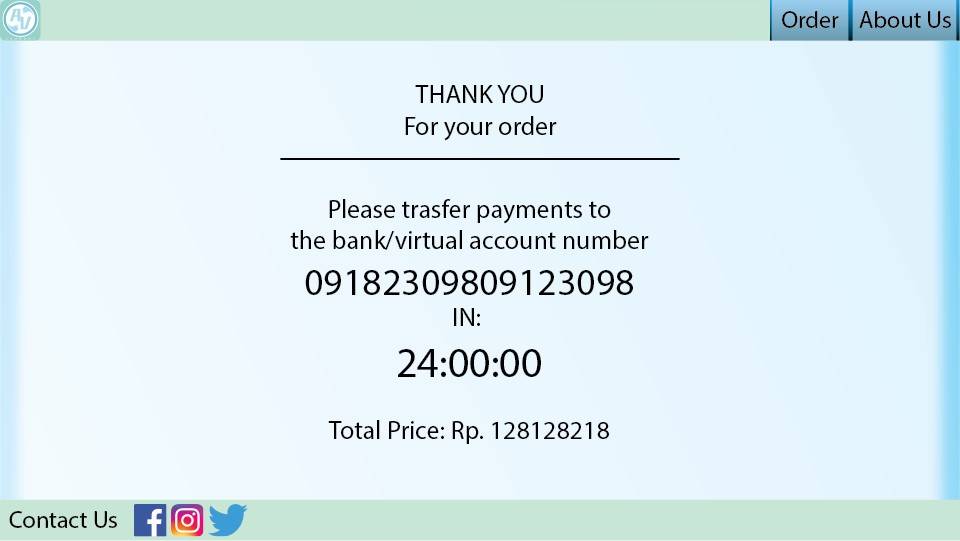 AV
Order
About Us
THANK YOU
For your order
Please trasfer payments to
the bank/virtual account number
09182309809123098
IN:
24:00:00
Total Price: Rp. 128128218
Contact Us